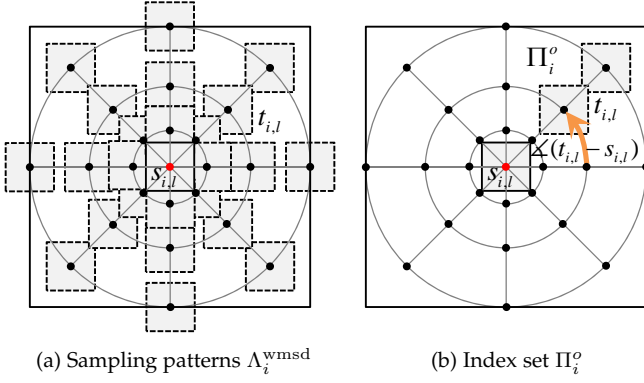 Π_i^o
t_{i,l}
t_{i,l}
∡(t_{i,l} − s_{i,l})
s_{i,l}
s_{i,l}
(a) Sampling patterns Λ_i^{wmsd}
(b) Index set Π_i^o